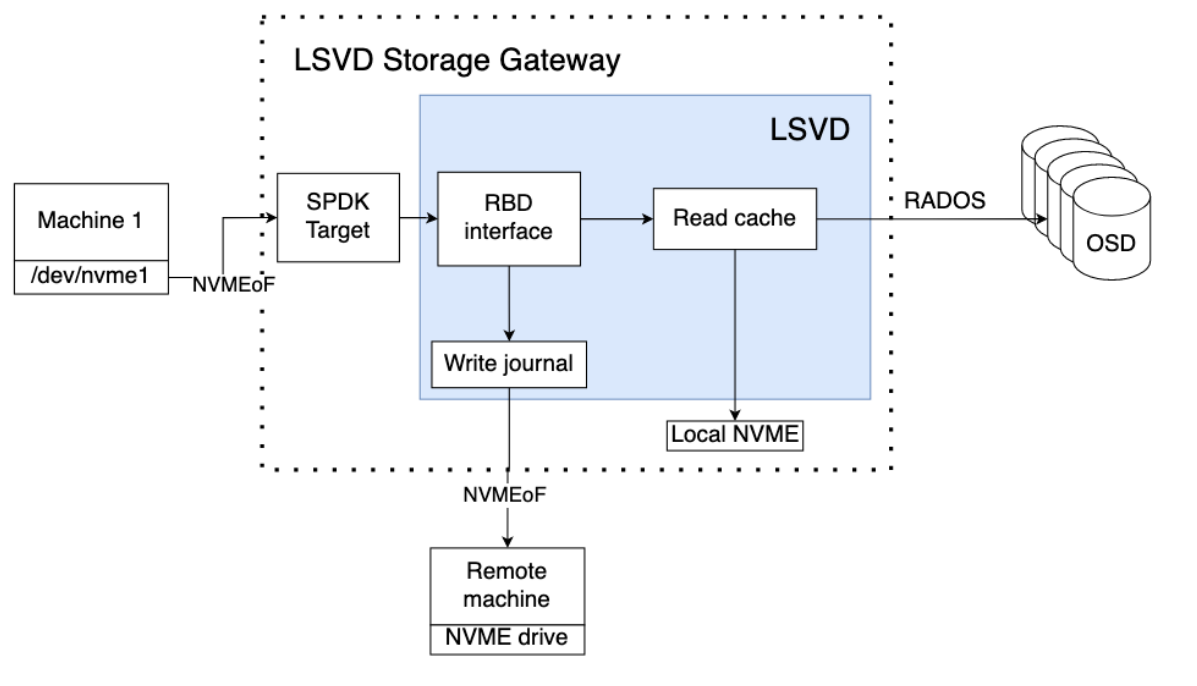 LSVD Storage Gateway
LSVD
Machine 1
/dev/nvme1
NVMEoF
SPDK
Target
RBD
interface
Read cache
RADOS
OSD
Write journal
Local NVME
NVMEoF
Remote
machine
NVME drive